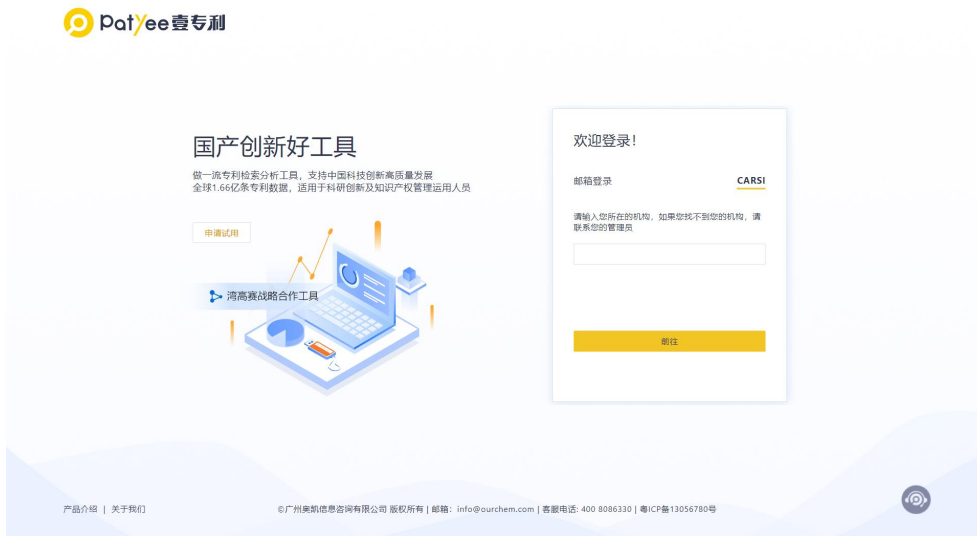 PatYee壹专利
国产创新好工具
做一流专利检索分析工具，支持中国科技创新高质量发展
全球1.66亿条专利数据，适用于科研创新及知识产权管理运用人员
申请试用
湾高赛战略合作工具
欢迎登录！
邮箱登录 CARSI
请输入您所在的机构，如果您找不到您的机构，请
联系您的管理员
前往
产品介绍 | 关于我们 ©广州奥凯信息咨询有限公司 版权所有 | 邮箱：info@ourchem.com | 客服电话: 400 8086330 | 粤ICP备13056780号